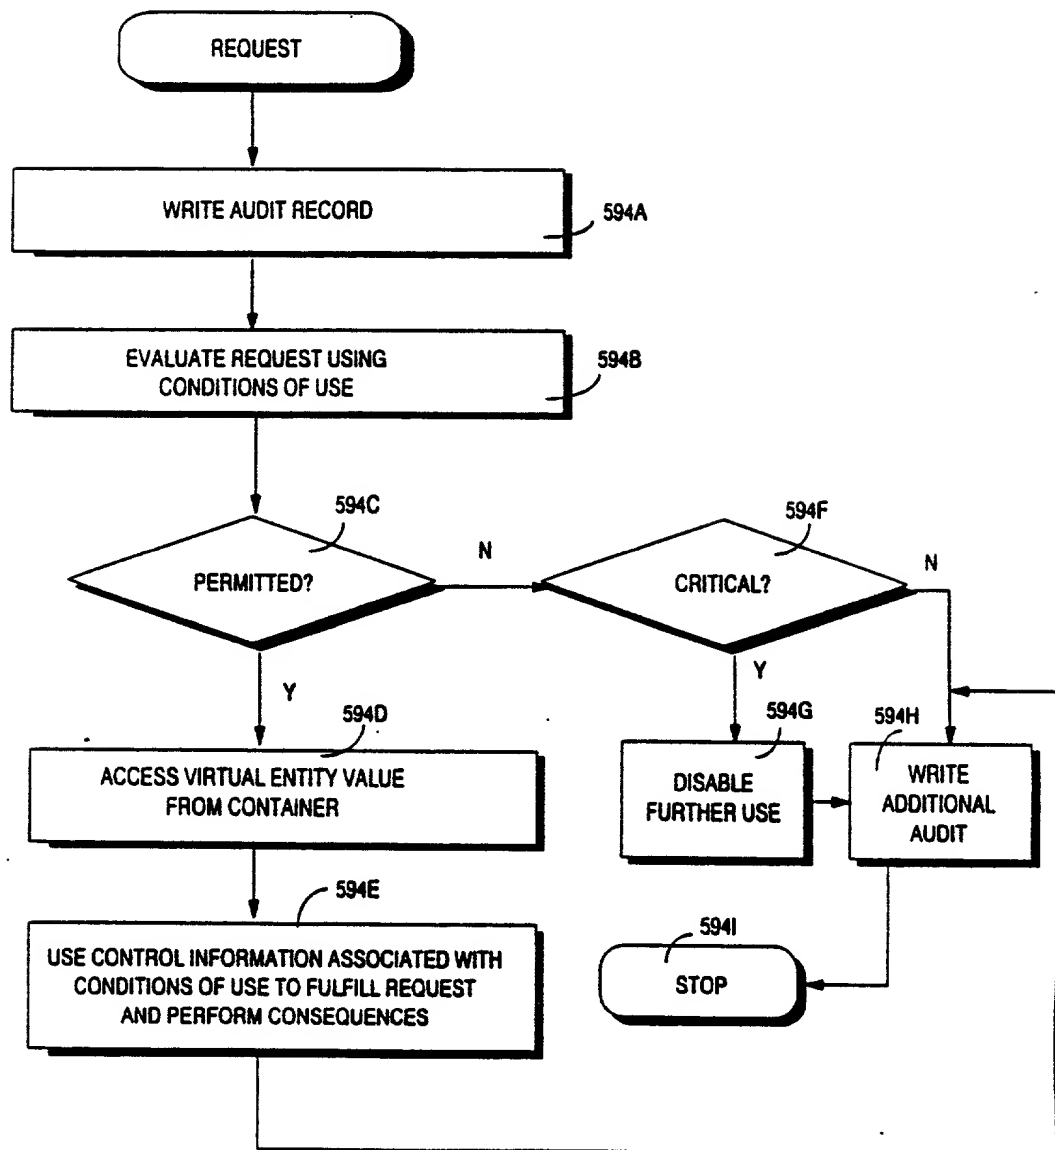 REQUEST
WRITE AUDIT RECORD
594A
EVALUATE REQUEST USING
CONDITIONS OF USE
594B
594C
PERMITTED?
N
594F
CRITICAL?
N
Y
Y
594D
ACCESS VIRTUAL ENTITY VALUE
FROM CONTAINER
594G
DISABLE
FURTHER USE
594H
WRITE
ADDITIONAL
AUDIT
594E
USE CONTROL INFORMATION ASSOCIATED WITH
CONDITIONS OF USE TO FULFILL REQUEST
AND PERFORM CONSEQUENCES
594I
STOP